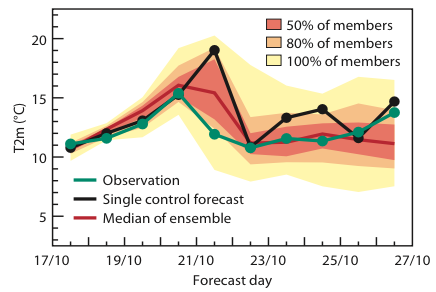 20
15
10
5
T2m (°C)
50% of members
80% of members
100% of members
Observation
Single control forecast
Median of ensemble
17/10 19/10 21/10 23/10 25/10 27/10
Forecast day